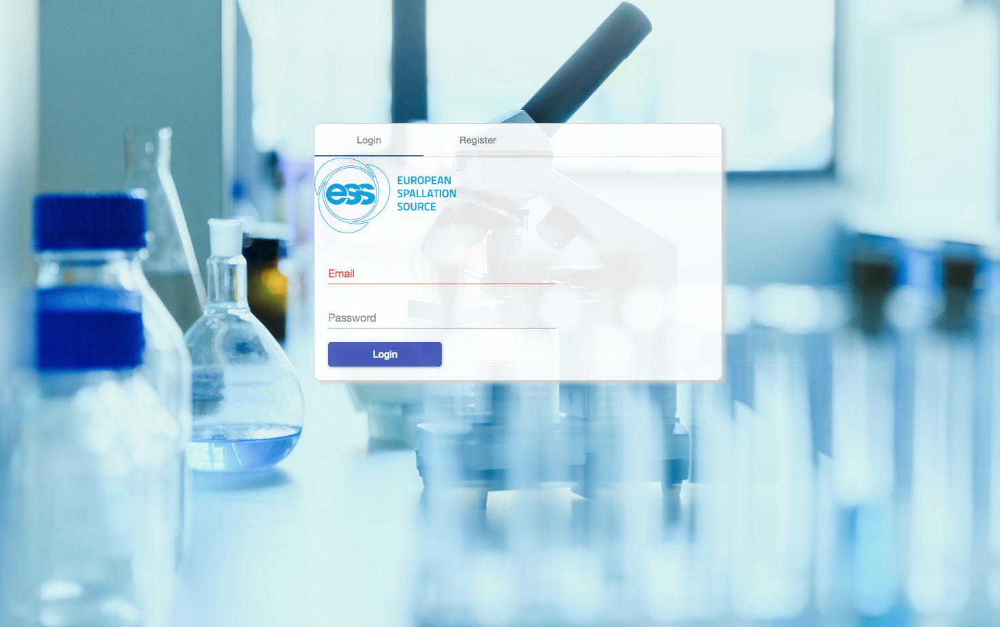 Login
Register
ess
EUROPEAN
SPALLATION
SOURCE
Email
Password
Login